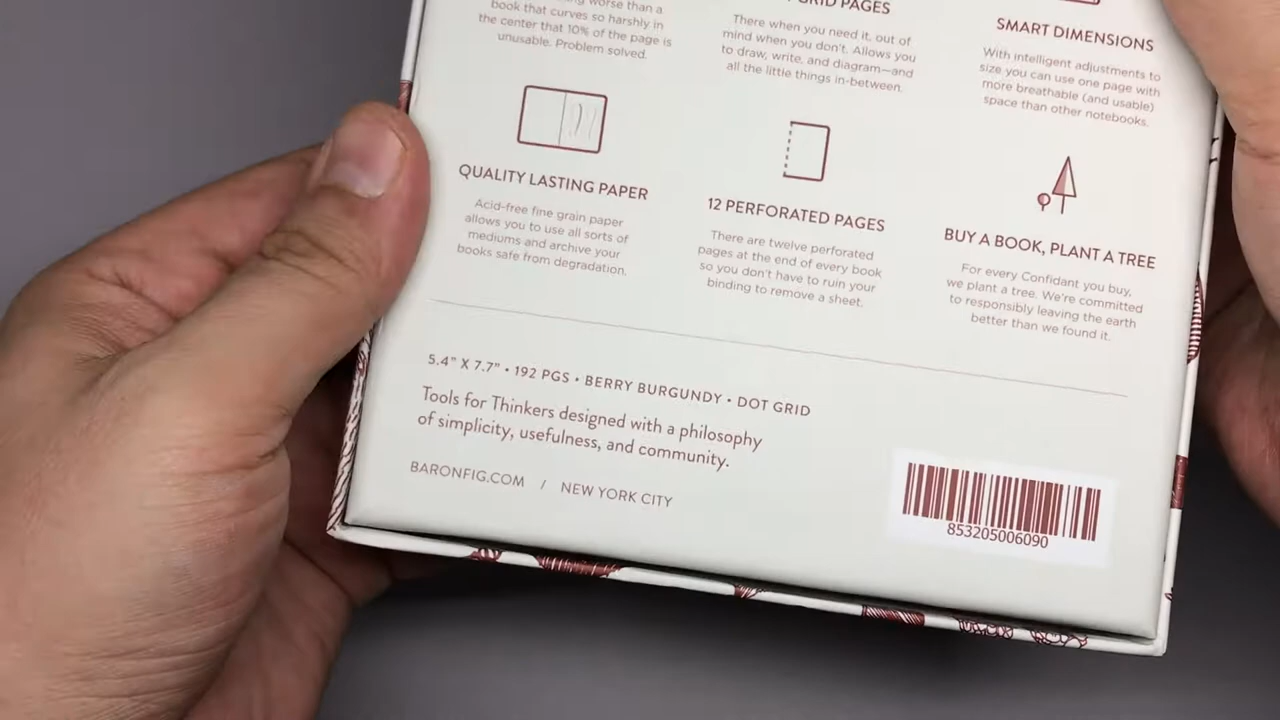 worse than a
book that curves so harshly in
the center that 10% of the page is
unusable. Problem solved.
GRID PAGES
There when you need it, out of
mind when you don't. Allows you
to draw, write, and diagram—and
all the little things in-between.
SMART DIMENSIONS
With intelligent adjustments to
size you can use one page with
more breathable (and usable)
space than other notebooks.
QUALITY LASTING PAPER
Acid-free fine grain paper
allows you to use all sorts of
mediums and archive your
books safe from degradation.
12 PERFORATED PAGES
There are twelve perforated
pages at the end of every book
so you don't have to ruin your
binding to remove a sheet.
BUY A BOOK, PLANT A TREE
For every Confidant you buy,
we plant a tree. We're committed
to responsibly leaving the earth
better than we found it.
5.4" X 7.7" • 192 PGS • BERRY BURGUNDY • DOT GRID
Tools for Thinkers designed with a philosophy
of simplicity, usefulness, and community.
BARONFIG.COM / NEW YORK CITY
853205006090